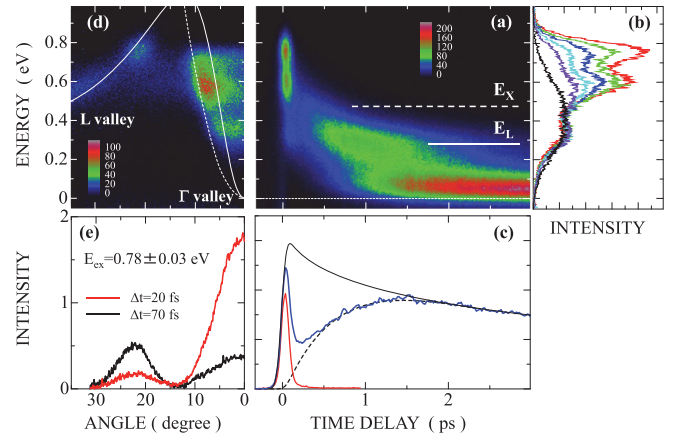 (d)
(a)
(b)
ENERGY ( eV )
0.8
0.6
0.4
0.2
0
L valley
Γ valley
100
80
60
40
20
0
200
160
120
80
40
0
E_X
E_L
INTENSITY
(e)
(c)
E_ex=0.78±0.03 eV
Δt=20 fs
Δt=70 fs
INTENSITY
2
1
0
30 20 10 0
ANGLE ( degree )
0 1 2
TIME DELAY ( ps )